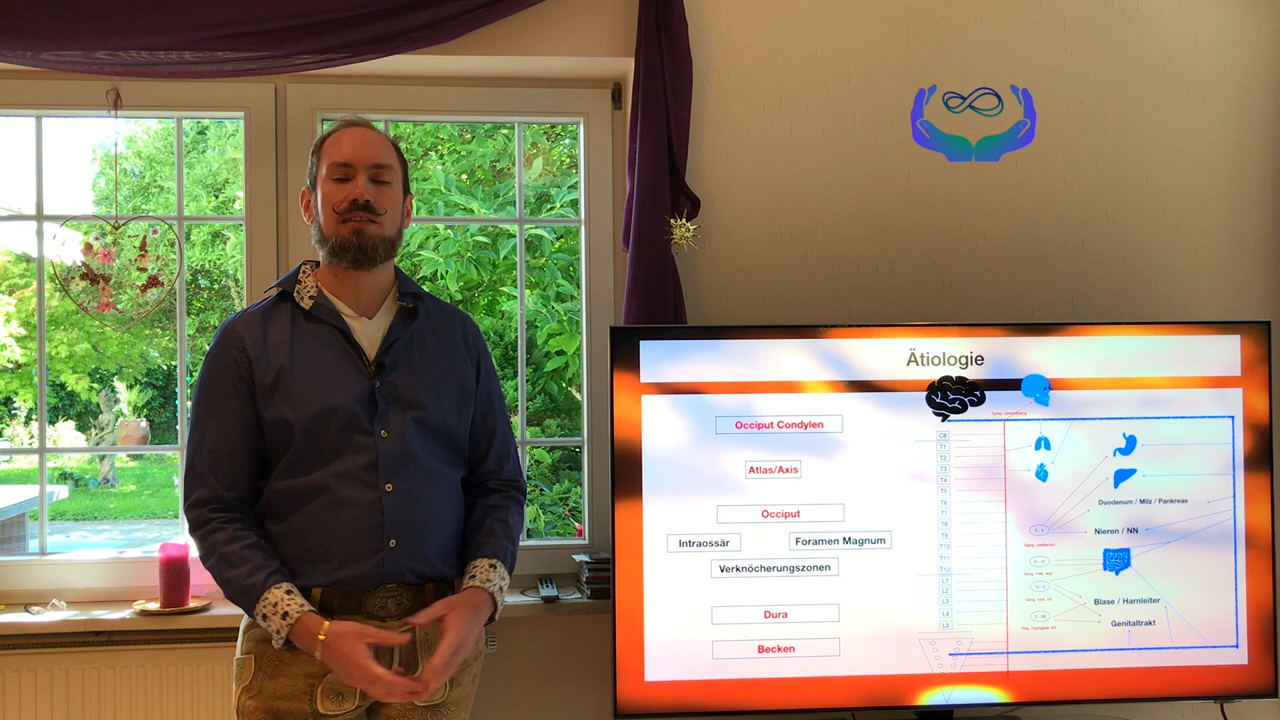 Ätiologie
Occiput Condylen
Atlas/Axis
Occiput
Intraossär
Foramen Magnum
Verknöcherungszonen
Dura
Becken
C8
T1
T2
T3
T4
T5
T6
T7
T8
T9
T10
T11
T12
L1
L2
L3
L4
L5
Duodenum / Milz / Pankreas
Nieren / NN
Blase / Harnleiter
Genitaltrakt